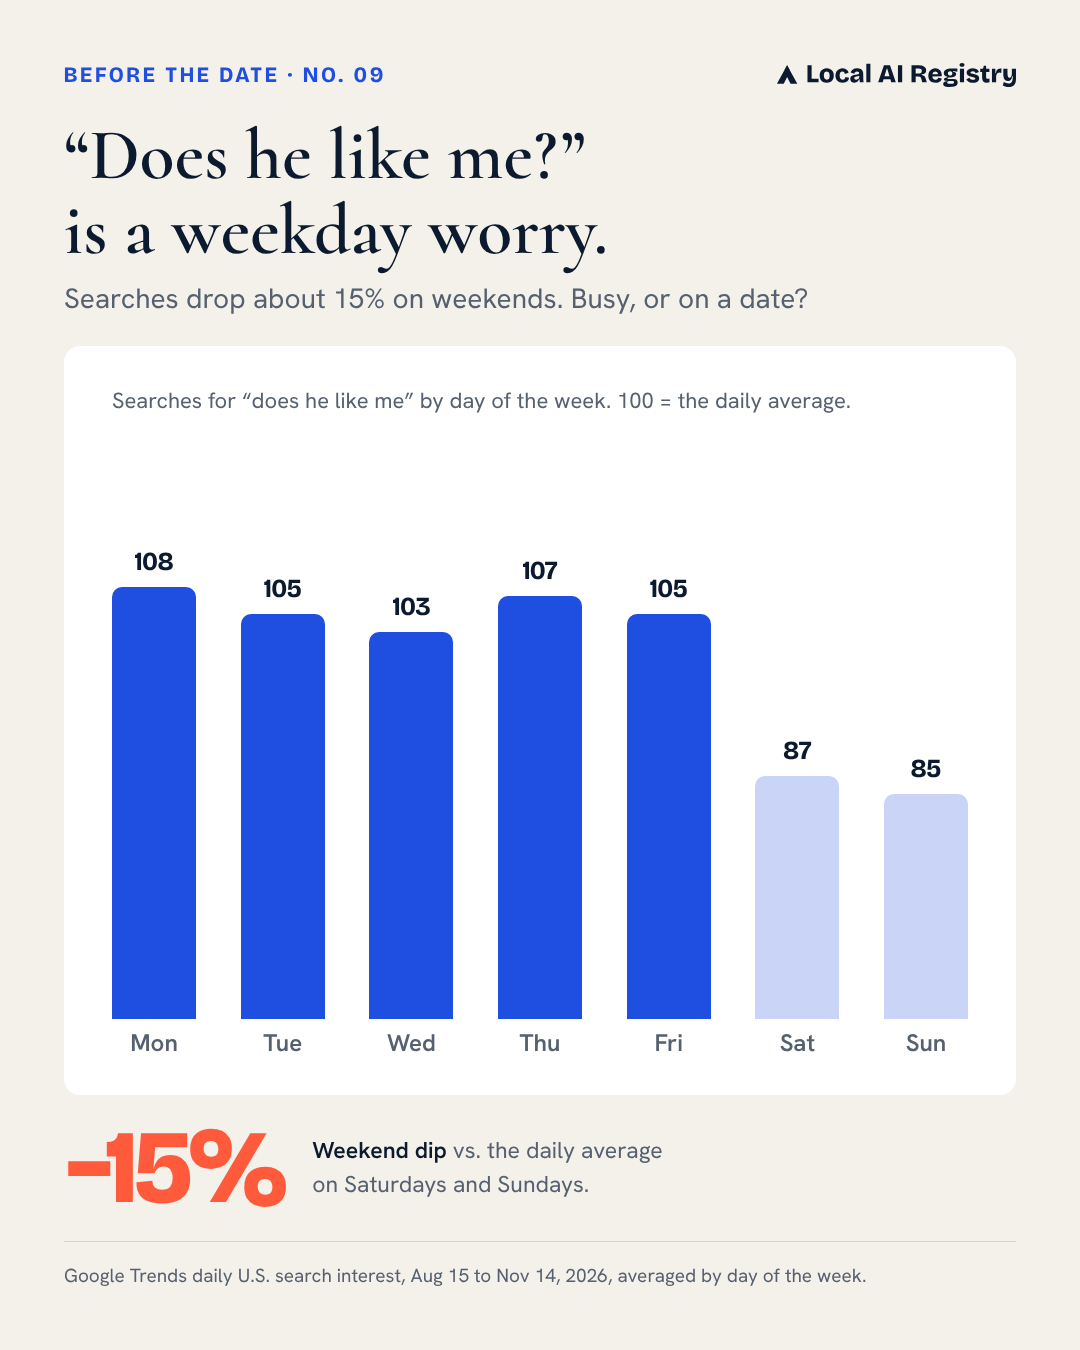 BEFORE THE DATE · NO. 09
Local AI Registry
“Does he like me?”
is a weekday worry.
Searches drop about 15% on weekends. Busy, or on a date?
Searches for “does he like me” by day of the week. 100 = the daily average.
108
105
103
107
105
87
85
Mon
Tue
Wed
Thu
Fri
Sat
Sun
–15%
Weekend dip vs. the daily average
on Saturdays and Sundays.
Google Trends daily U.S. search interest, Aug 15 to Nov 14, 2026, averaged by day of the week.